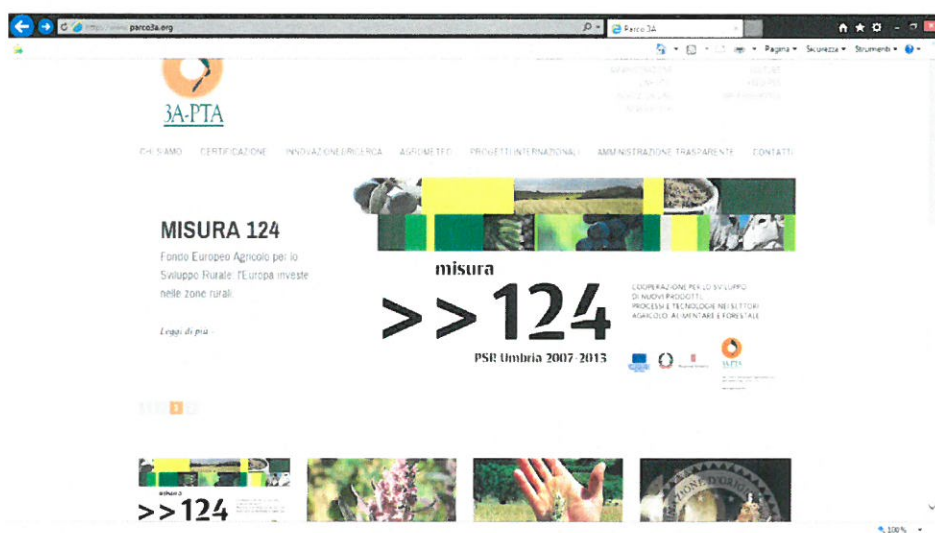 www.parco3a.org
Parco 3A
Pagina Sicurezza Strumenti
3A-PTA
CHI SIAMO CERTIFICAZIONE INNOVAZIONE&RICERCA AGROMETEO PROGETTI INTERNAZIONALI AMMINISTRAZIONE TRASPARENTE CONTATTI
MISURA 124
Fondo Europeo Agricolo per lo
Sviluppo Rurale: l'Europa investe
nelle zone rurali.
Leggi di più
misura
>>124
PSR Umbria 2007-2013
COOPERAZIONE PER LO SVILUPPO
DI NUOVI PRODOTTI,
PROCESSI E TECNOLOGIE NEI SETTORI
AGRICOLO, ALIMENTARE E FORESTALE
3A-PTA
misura
>>124
100%